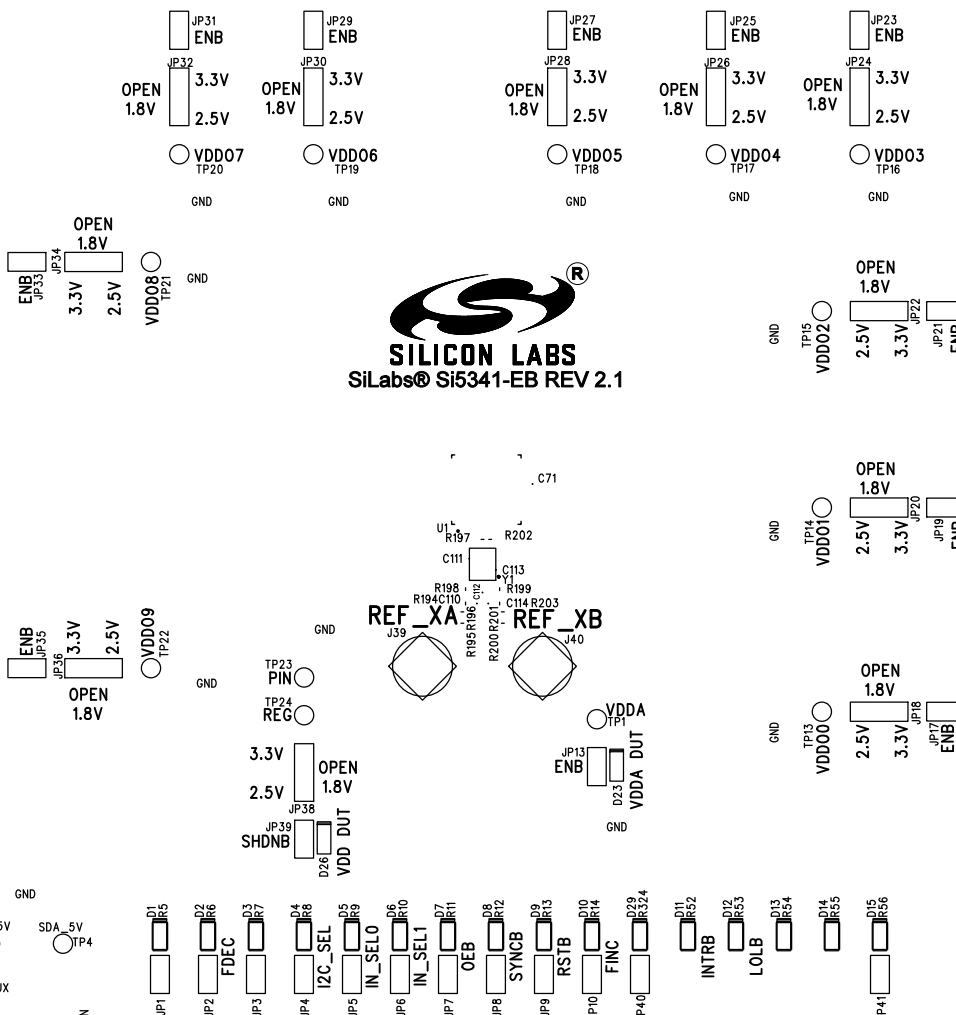 JP31
ENB
JP29
ENB
JP27
ENB
JP25
ENB
JP23
ENB
JP32
3.3V
OPEN
1.8V
2.5V
JP30
3.3V
OPEN
1.8V
2.5V
JP28
3.3V
OPEN
1.8V
2.5V
JP26
3.3V
OPEN
1.8V
2.5V
JP24
3.3V
OPEN
1.8V
2.5V
VDDO7
TP20
VDDO6
TP19
VDDO5
TP18
VDDO4
TP17
VDDO3
TP16
GND
GND
GND
GND
GND
OPEN
1.8V
ENB
JP33
JP34
3.3V
2.5V
VDDO8
TP21
GND
®
SILICON LABS
SiLabs® Si5341-EB REV 2.1
OPEN
1.8V
GND
TP15
VDDO2
2.5V
3.3V
JP22
JP21
ENB
C71
U1
R197
R202
C111
C113
Y1
R198
C112
R199
R194
C110
C114
R203
R196
R201
R195
R200
REF_XA
J39
REF_XB
J40
OPEN
1.8V
GND
TP14
VDDO1
2.5V
3.3V
JP20
JP19
ENB
ENB
JP35
JP36
3.3V
2.5V
VDDO9
TP22
OPEN
1.8V
GND
GND
TP23
PIN
TP24
REG
3.3V
2.5V
OPEN
1.8V
JP38
JP39
SHDNB
D26
VDD DUT
VDDA
TP1
JP13
ENB
D23
VDDA DUT
GND
OPEN
1.8V
GND
TP13
VDDO0
2.5V
3.3V
JP18
JP17
ENB
GND
5V
SDA_5V
TP4
UX
N
D1
R5
JP1
D2
R6
FDEC
JP2
D3
R7
JP3
D4
R8
I2C_SEL
JP4
D5
R9
IN_SEL0
JP5
D6
R10
IN_SEL1
JP6
D7
R11
OEB
JP7
D8
R12
SYNCB
JP8
D9
R13
RSTB
JP9
D10
R14
FINC
P10
D29
R324
P40
D11
R52
INTRB
D12
R53
LOLB
D13
R54
D14
R55
D15
R56
P41